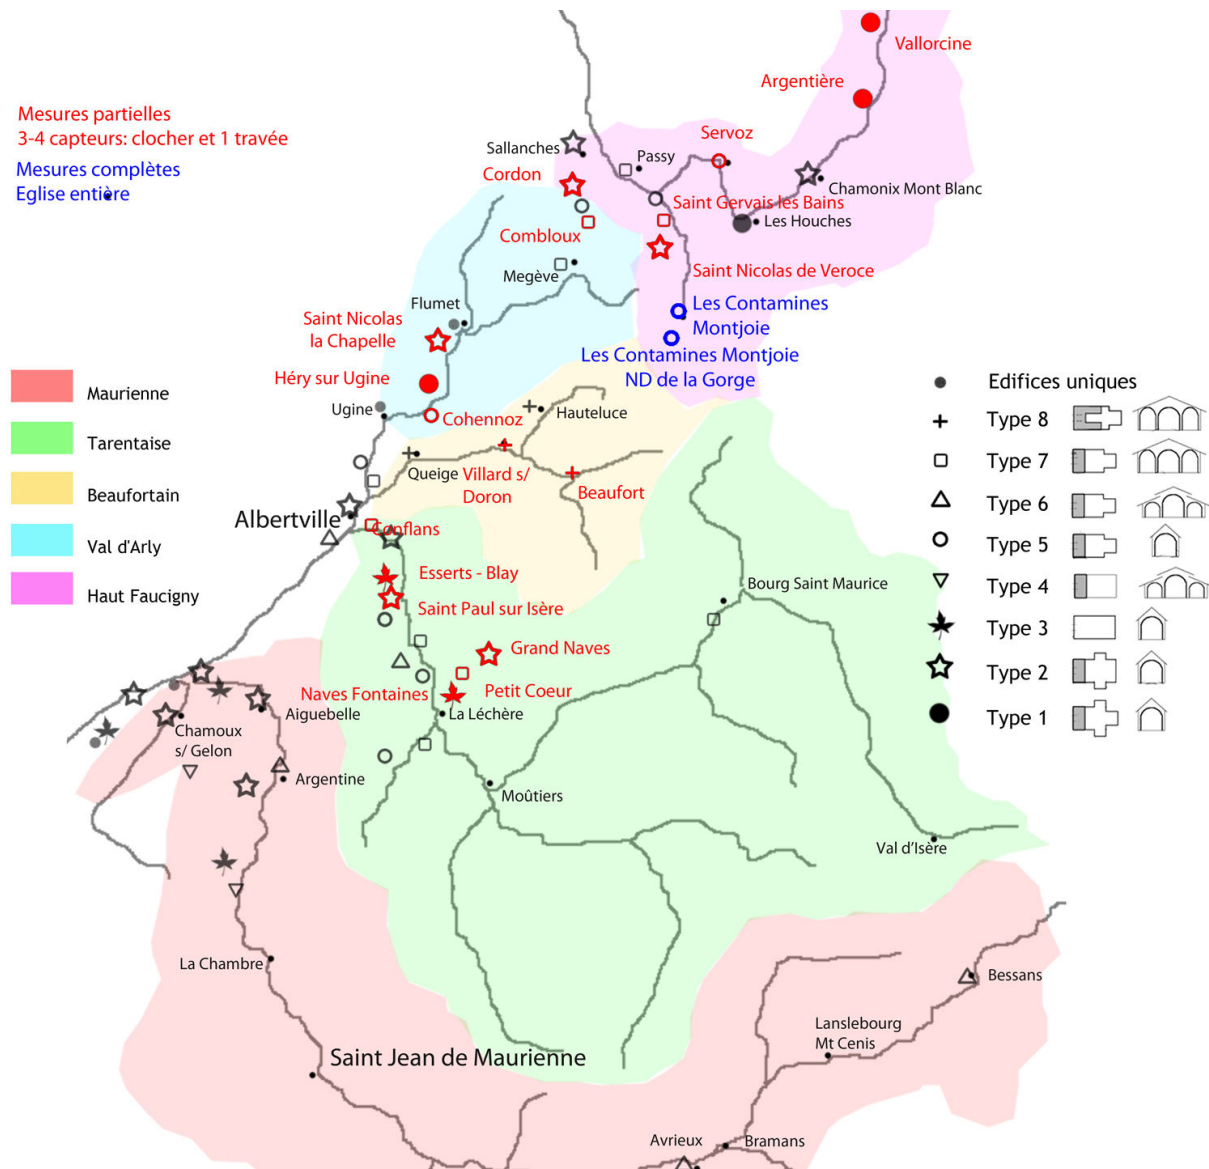 Mesures partielles
3-4 capteurs: clocher et 1 travée
Mesures complètes
Eglise entière
Vallorcine
Argentière
Servoz
Sallanches
Passy
Cordon
Chamonix Mont Blanc
Saint Gervais les Bains
Les Houches
Combloux
Megève
Saint Nicolas de Veroce
Flumet
Les Contamines
Montjoie
Saint Nicolas
la Chapelle
Les Contamines Montjoie
ND de la Gorge
Héry sur Ugine
Ugine
Cohennoz
Hauteluce
Queige
Villard s/
Doron
Beaufort
Albertville
Conflans
Esserts - Blay
Saint Paul sur Isère
Bourg Saint Maurice
Grand Naves
Naves Fontaines
Petit Coeur
La Léchère
Aiguebelle
Chamoux
s/ Gelon
Argentine
Moûtiers
Val d'Isère
La Chambre
Bessans
Lanslebourg
Mt Cenis
Saint Jean de Maurienne
Avrieux
Bramans
Maurienne
Tarentaise
Beaufortain
Val d'Arly
Haut Faucigny
Edifices uniques
Type 8
Type 7
Type 6
Type 5
Type 4
Type 3
Type 2
Type 1